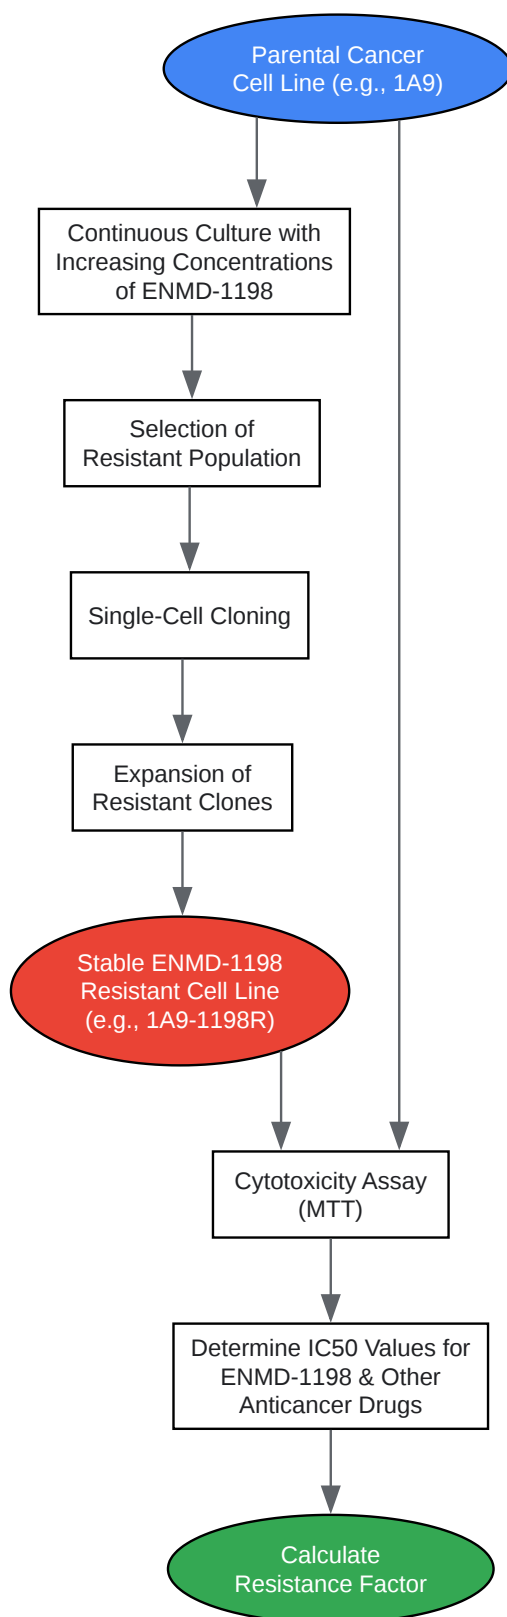 Parental Cancer
Cell Line (e.g., 1A9)
Continuous Culture with
Increasing Concentrations
of ENMD-1198
Selection of
Resistant Population
Single-Cell Cloning
Expansion of
Resistant Clones
Stable ENMD-1198
Resistant Cell Line
(e.g., 1A9-1198R)
Cytotoxicity Assay
(MTT)
Determine IC50 Values for
ENMD-1198 & Other
Anticancer Drugs
Calculate
Resistance Factor